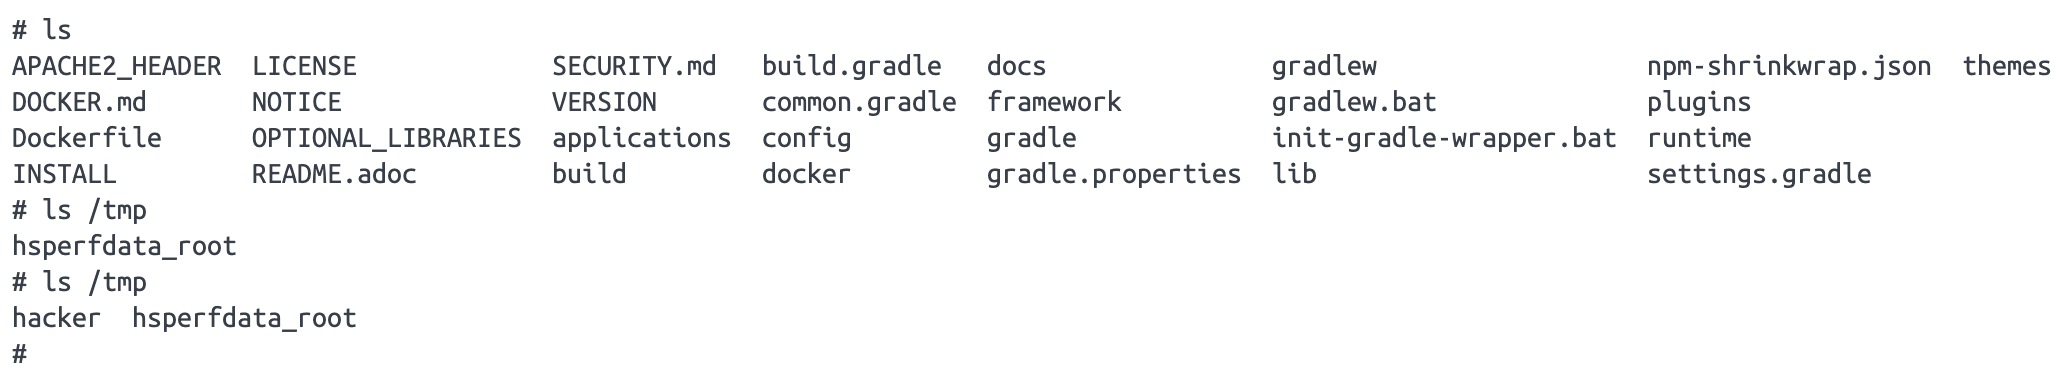 # ls
APACHE2_HEADER  LICENSE             SECURITY.md   build.gradle   docs               gradlew                  npm-shrinkwrap.json  themes
DOCKER.md       NOTICE              VERSION       common.gradle  framework          gradlew.bat              plugins
Dockerfile      OPTIONAL_LIBRARIES  applications  config         gradle             init-gradle-wrapper.bat  runtime
INSTALL         README.adoc         build         docker         gradle.properties  lib                      settings.gradle
# ls /tmp
hsperfdata_root
# ls /tmp
hacker  hsperfdata_root
#